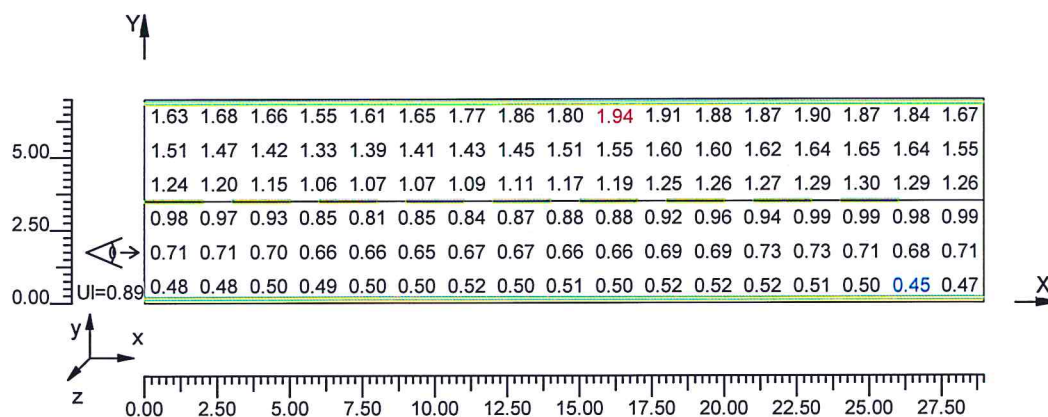 Y
1.63 1.68 1.66 1.55 1.61 1.65 1.77 1.86 1.80 1.94 1.91 1.88 1.87 1.90 1.87 1.84 1.67
5.00 1.51 1.47 1.42 1.33 1.39 1.41 1.43 1.45 1.51 1.55 1.60 1.60 1.62 1.64 1.65 1.64 1.55
1.24 1.20 1.15 1.06 1.07 1.07 1.09 1.11 1.17 1.19 1.25 1.26 1.27 1.29 1.30 1.29 1.26
2.50 0.98 0.97 0.93 0.85 0.81 0.85 0.84 0.87 0.88 0.88 0.92 0.96 0.94 0.99 0.99 0.98 0.99
0.71 0.71 0.70 0.66 0.66 0.65 0.67 0.67 0.66 0.66 0.69 0.69 0.73 0.73 0.71 0.68 0.71
0.00 UI=0.89 0.48 0.48 0.50 0.49 0.50 0.50 0.52 0.50 0.51 0.50 0.52 0.52 0.52 0.51 0.50 0.45 0.47 X
y
x
z
0.00 2.50 5.00 7.50 10.00 12.50 15.00 17.50 20.00 22.50 25.00 27.50